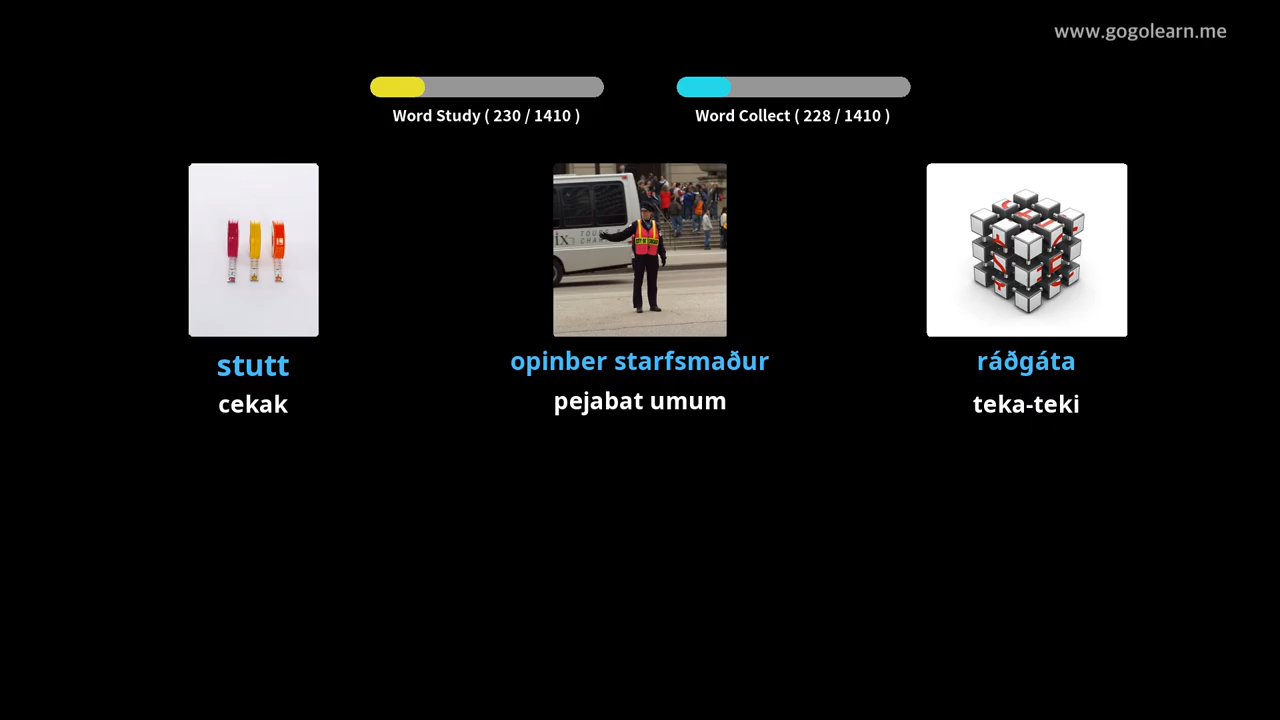 www.gogolearn.me
Word Study ( 230 / 1410 )
Word Collect ( 228 / 1410 )
stutt
opinber starfsmaður
ráðgáta
cekak
pejabat umum
teka-teki